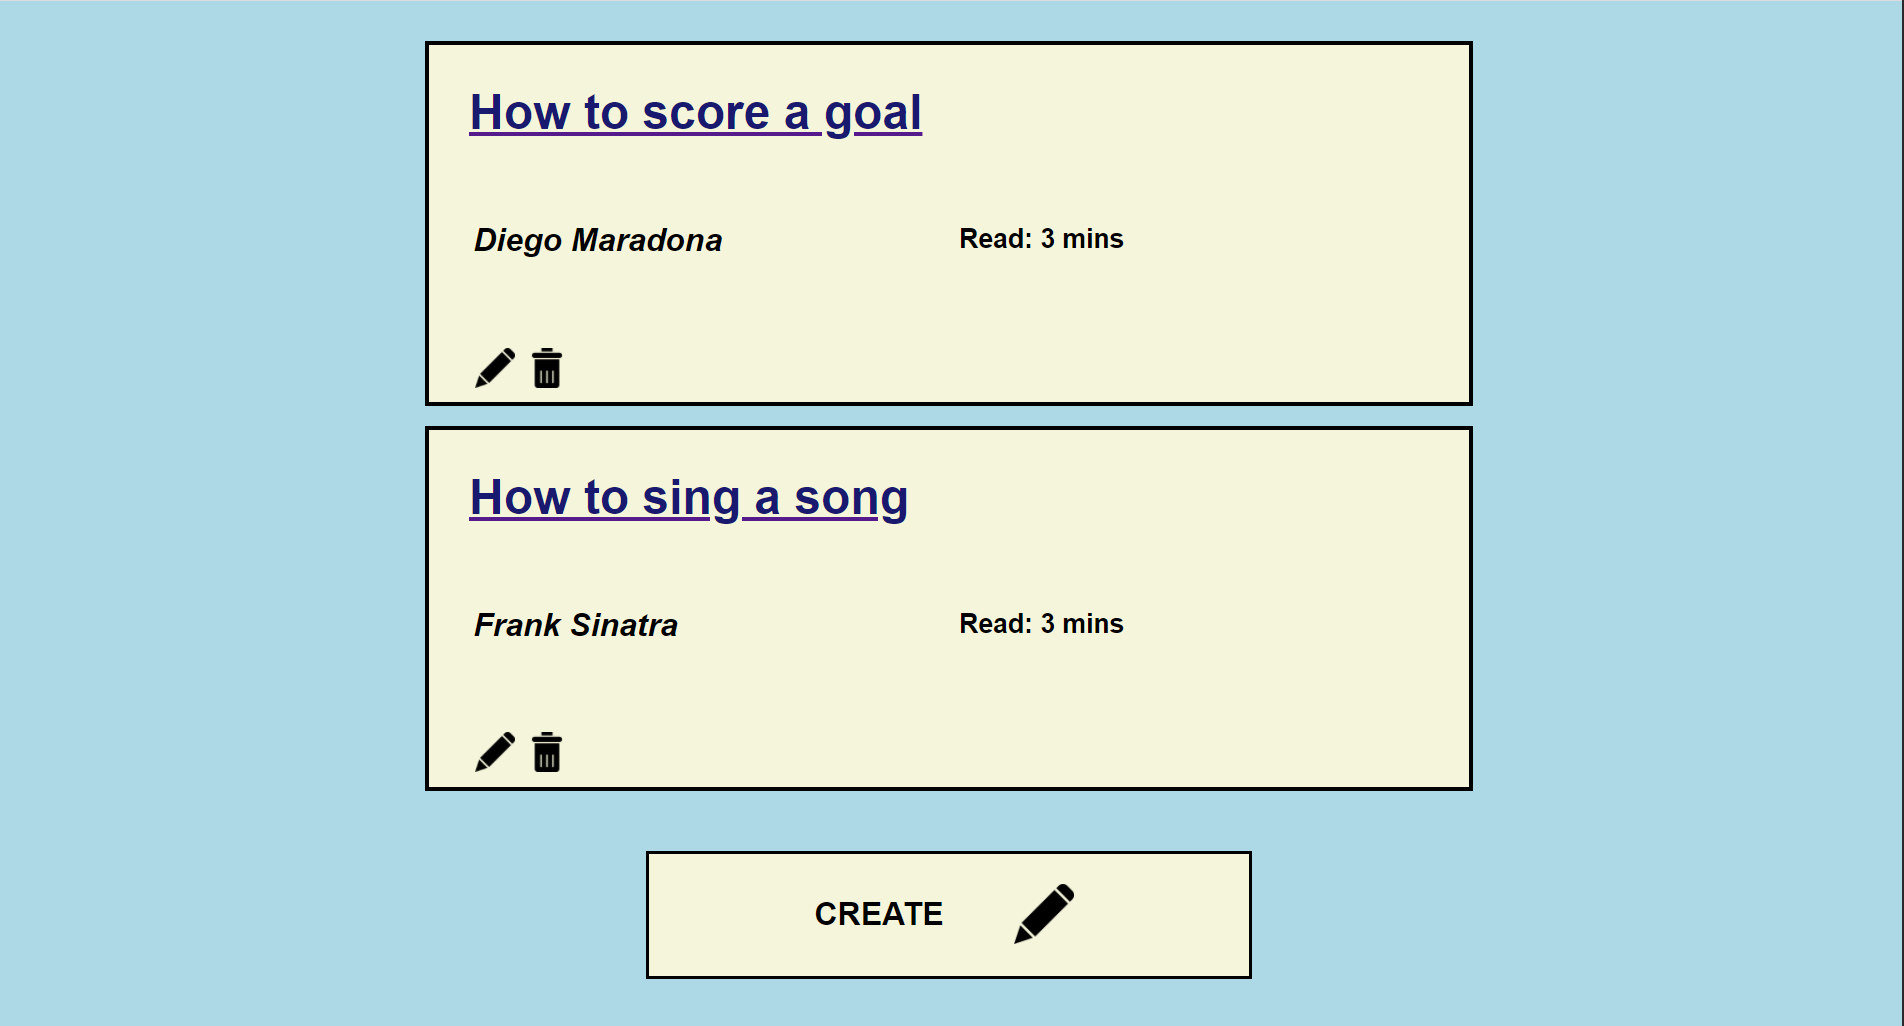 How to score a goal
Diego Maradona
Read: 3 mins
How to sing a song
Frank Sinatra
Read: 3 mins
CREATE